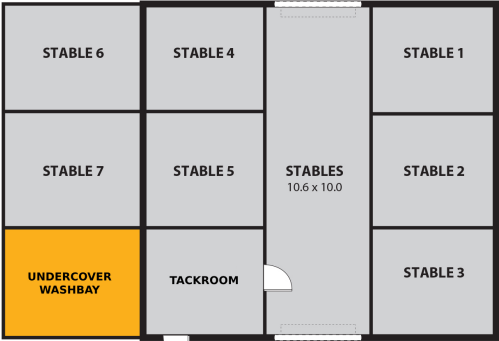 STABLE 6
STABLE 4
STABLE 1
STABLE 7
STABLE 5
STABLES
10.6 x 10.0
STABLE 2
UNDERCOVER
WASHBAY
TACKROOM
STABLE 3